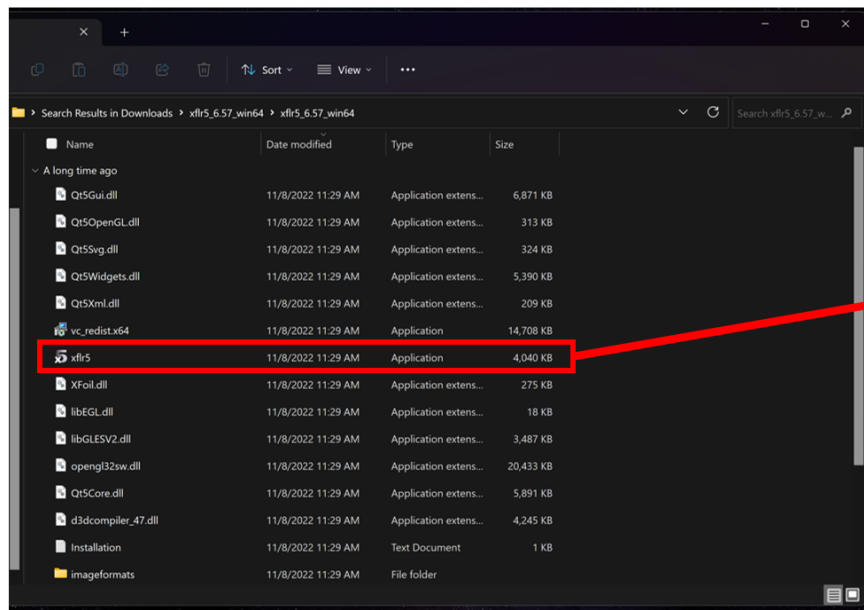 Sort
View
Search Results in Downloads > xflr5_6.57_win64 > xflr5_6.57_win64
Search xflr5_6.57_w...
Name Date modified Type Size
A long time ago
Qt5Gui.dll 11/8/2022 11:29 AM Application extens... 6,871 KB
Qt5OpenGL.dll 11/8/2022 11:29 AM Application extens... 313 KB
Qt5Svg.dll 11/8/2022 11:29 AM Application extens... 324 KB
Qt5Widgets.dll 11/8/2022 11:29 AM Application extens... 5,390 KB
Qt5Xml.dll 11/8/2022 11:29 AM Application extens... 209 KB
vc_redist.x64 11/8/2022 11:29 AM Application 14,708 KB
xflr5 11/8/2022 11:29 AM Application 4,040 KB
XFoil.dll 11/8/2022 11:29 AM Application extens... 275 KB
libEGL.dll 11/8/2022 11:29 AM Application extens... 18 KB
libGLESV2.dll 11/8/2022 11:29 AM Application extens... 3,487 KB
opengl32sw.dll 11/8/2022 11:29 AM Application extens... 20,433 KB
Qt5Core.dll 11/8/2022 11:29 AM Application extens... 5,891 KB
d3dcompiler_47.dll 11/8/2022 11:29 AM Application extens... 4,245 KB
Installation 11/8/2022 11:29 AM Text Document 1 KB
imageformats 11/8/2022 11:29 AM File folder